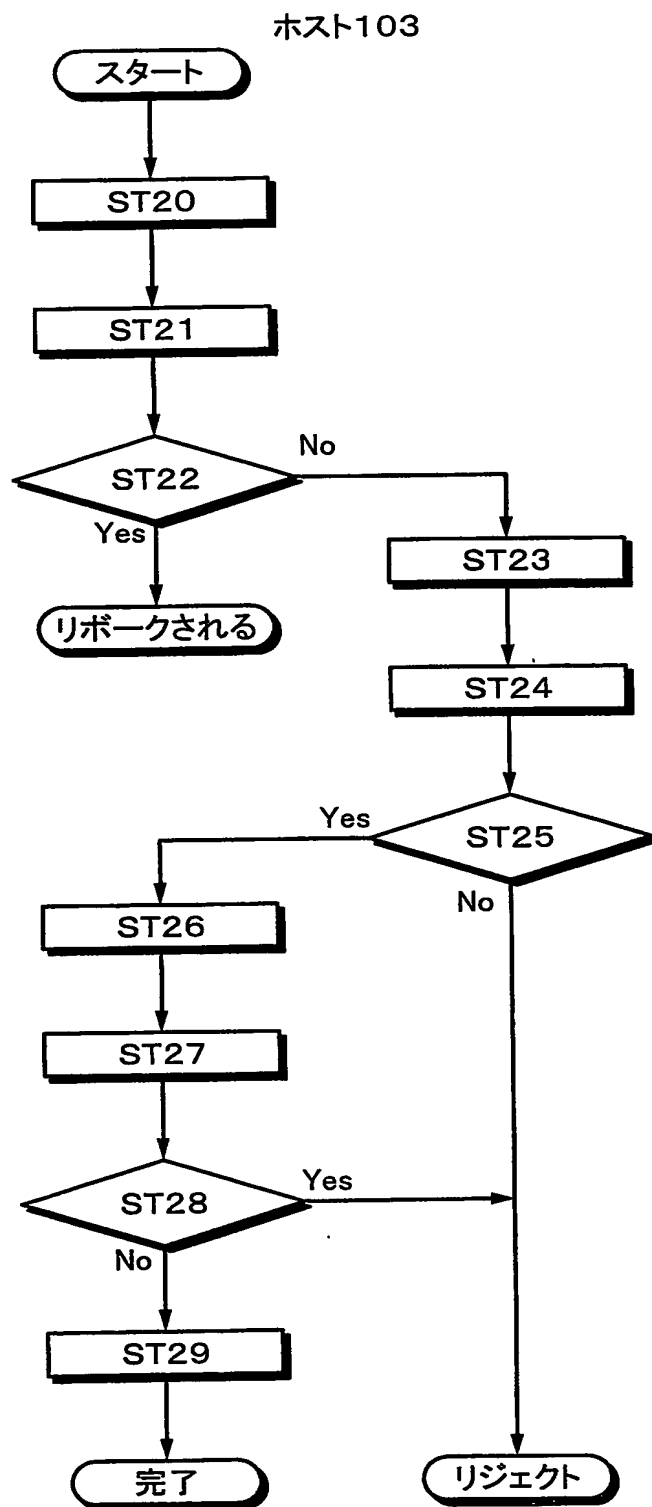 ホスト103
スタート
ST20
ST21
ST22
No
Yes
リボークされる
ST23
ST24
ST25
Yes
No
ST26
ST27
ST28
Yes
No
ST29
完了
リジェクト